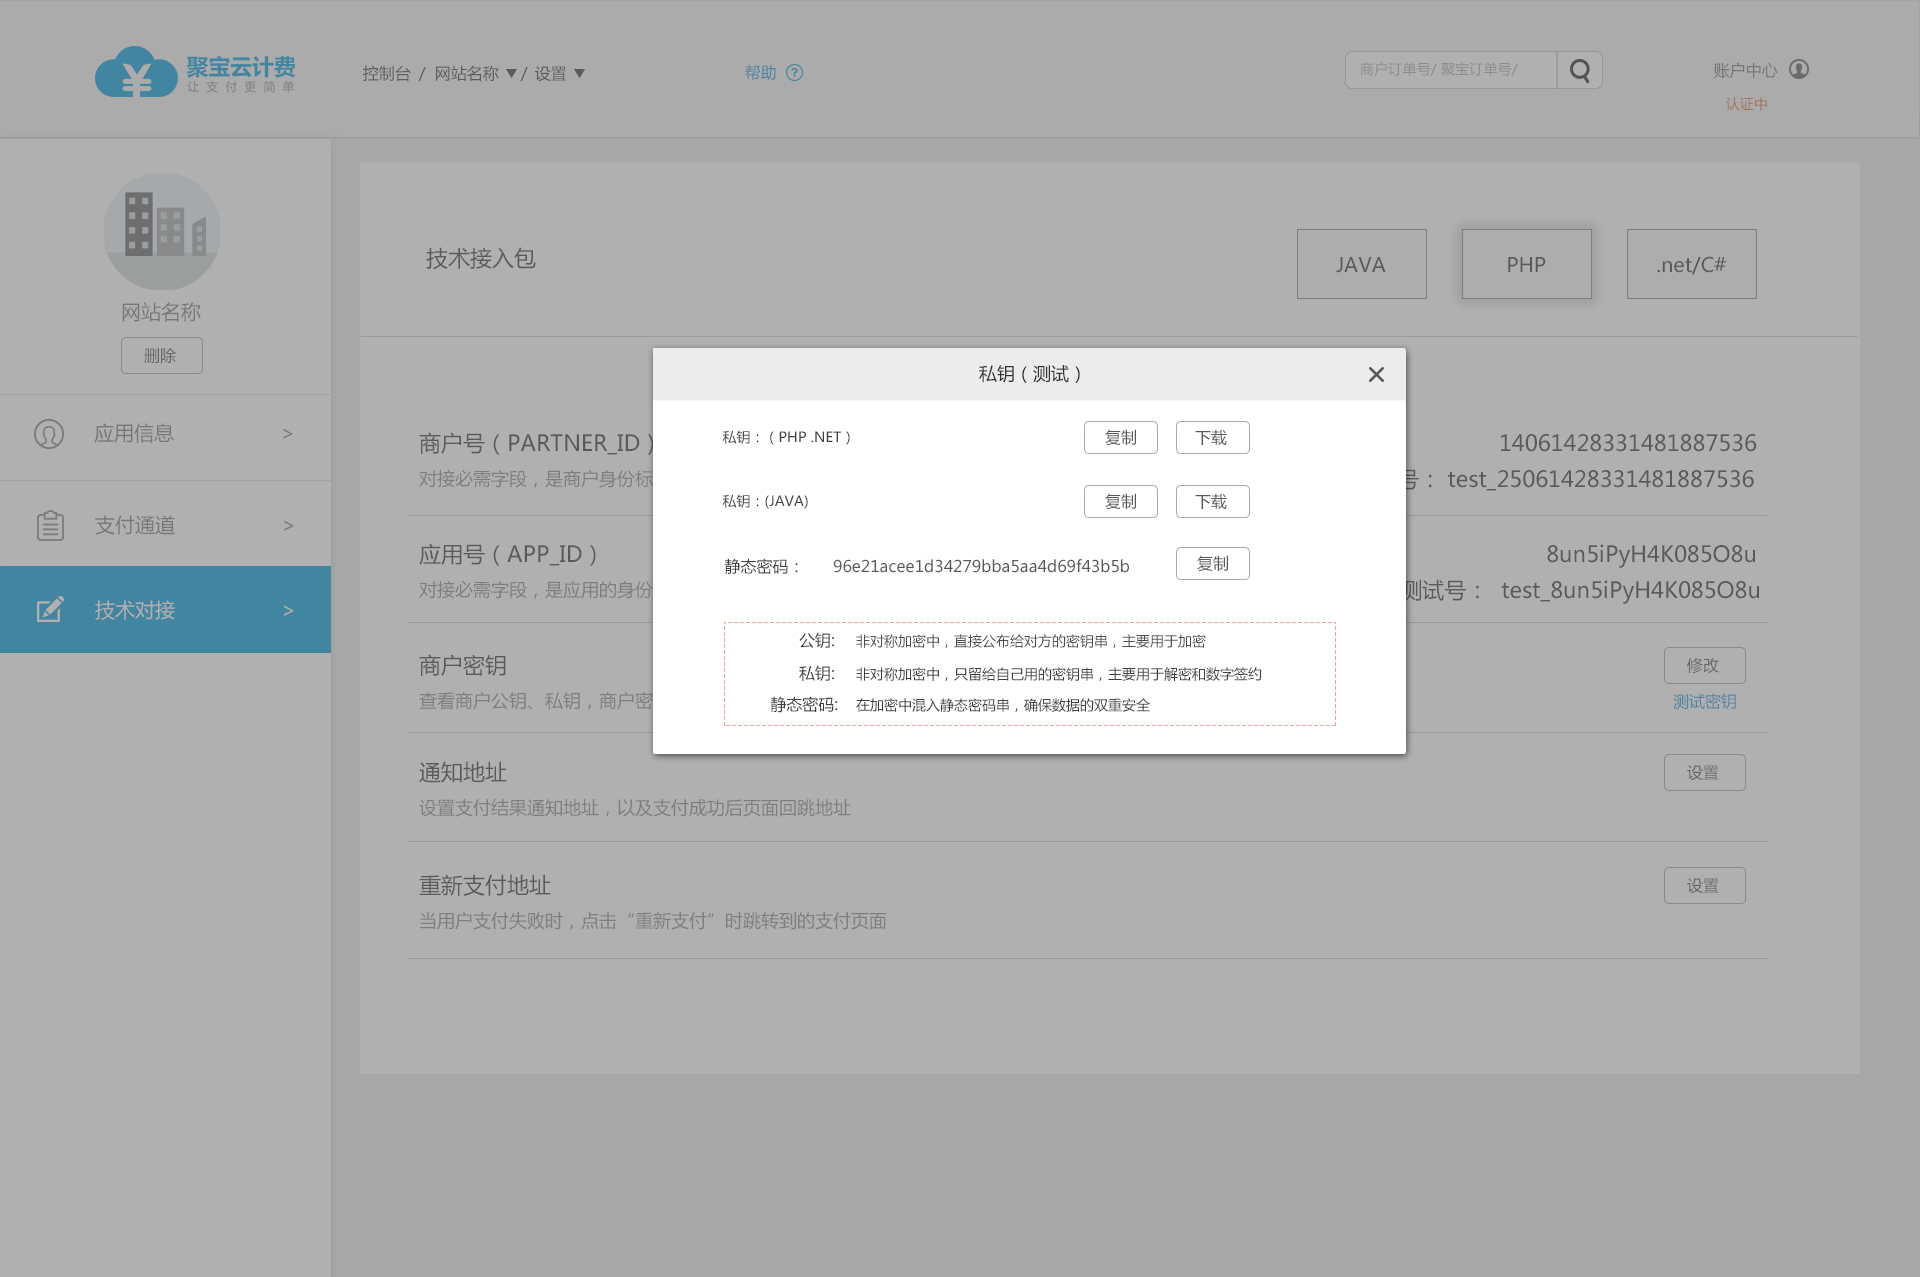 聚宝云计费
让支付更简单
控制台 / 网站名称 ▼ / 设置 ▼
帮助 ?
商户订单号/ 聚宝订单号/
账户中心
认证中
网站名称
删除
应用信息 >
支付通道 >
技术对接 >
技术接入包
JAVA
PHP
.net/C#
私钥（测试）
私钥：（ PHP .NET ）
复制
下载
私钥：(JAVA)
复制
下载
静态密码： 96e21acee1d34279bba5aa4d69f43b5b
复制
公钥: 非对称加密中，直接公布给对方的密钥串，主要用于加密
私钥: 非对称加密中，只留给自己用的密钥串，主要用于解密和数字签约
静态密码: 在加密中混入静态密码串，确保数据的双重安全
商户号（ PARTNER_ID ）
14061428331481887536
对接必需字段，是商户身份标
号： test_25061428331481887536
应用号（ APP_ID ）
8un5iPyH4K085O8u
对接必需字段，是应用的身份
测试号： test_8un5iPyH4K085O8u
商户密钥
修改
查看商户公钥、私钥，商户密
测试密钥
通知地址
设置
设置支付结果通知地址，以及支付成功后页面回跳地址
重新支付地址
设置
当用户支付失败时，点击“重新支付”时跳转到的支付页面